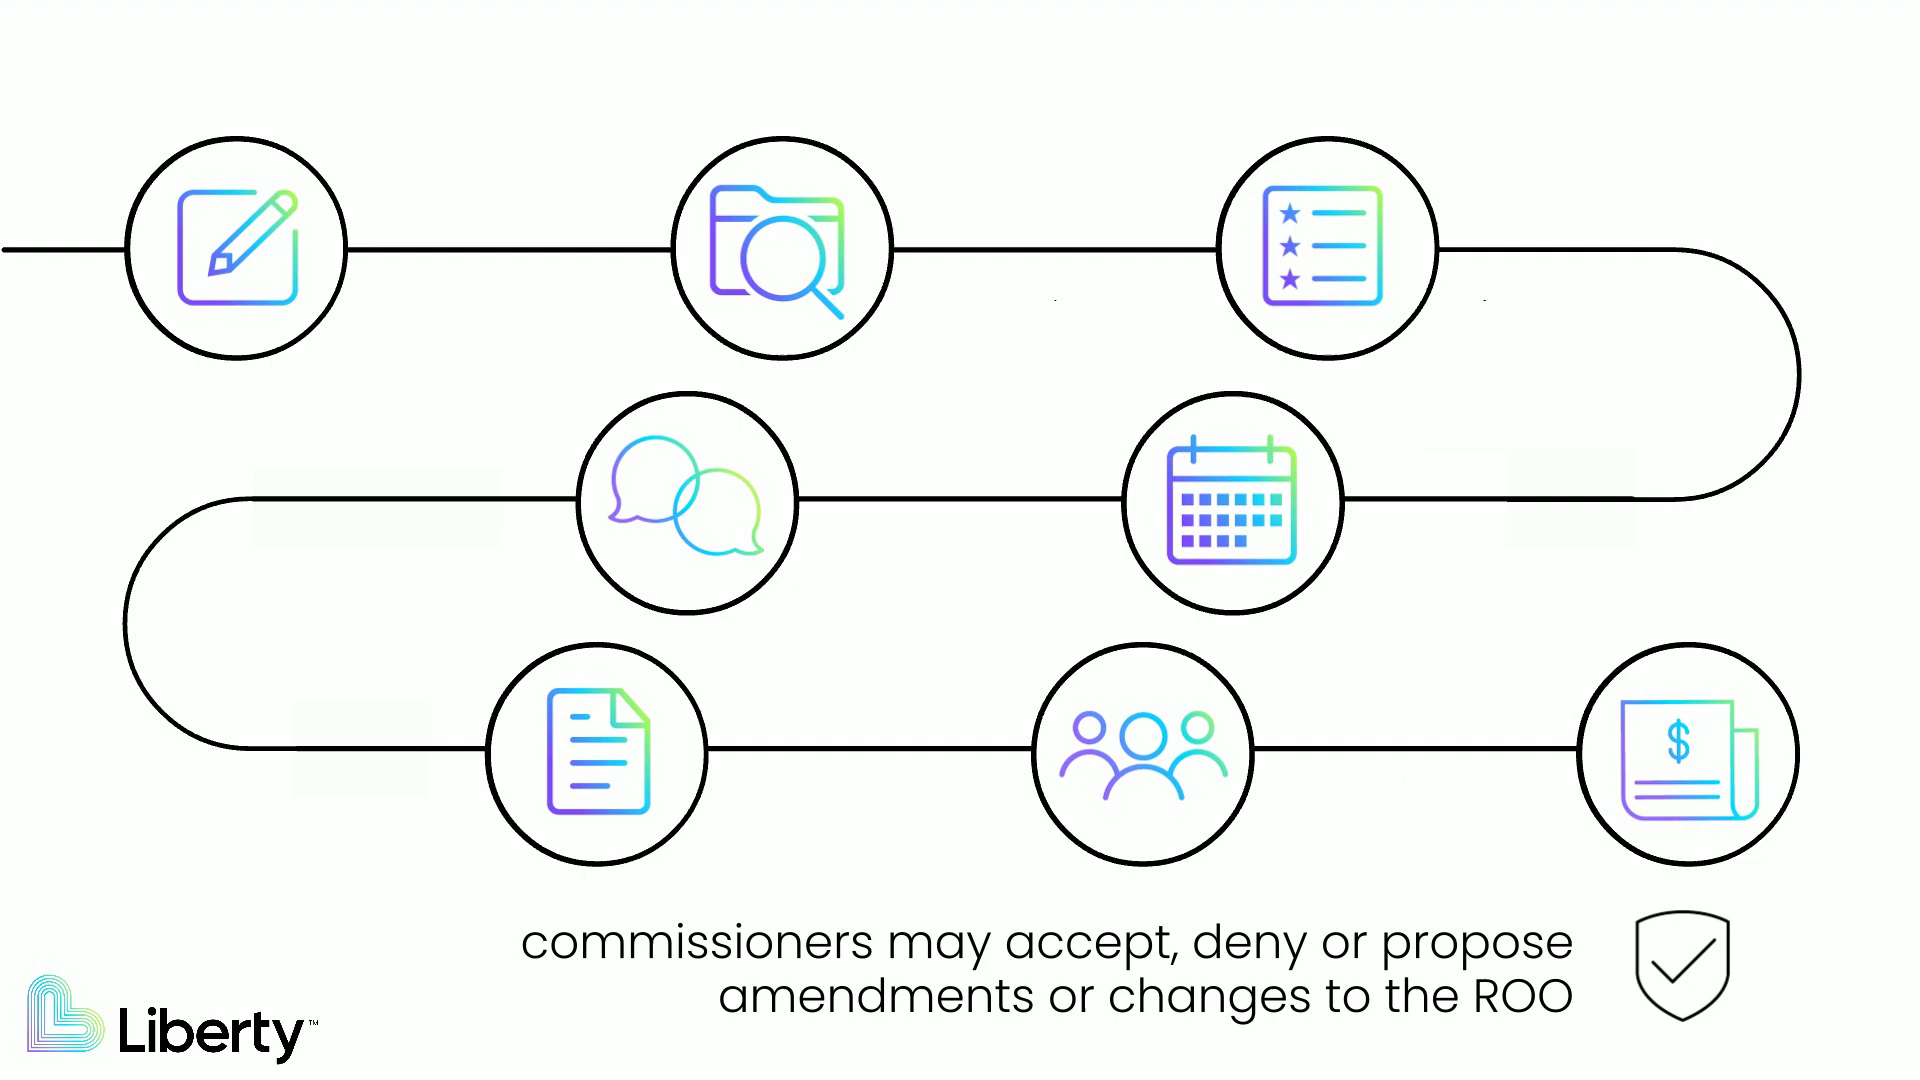 $
commissioners may accept, deny or propose
amendments or changes to the ROO
Liberty™